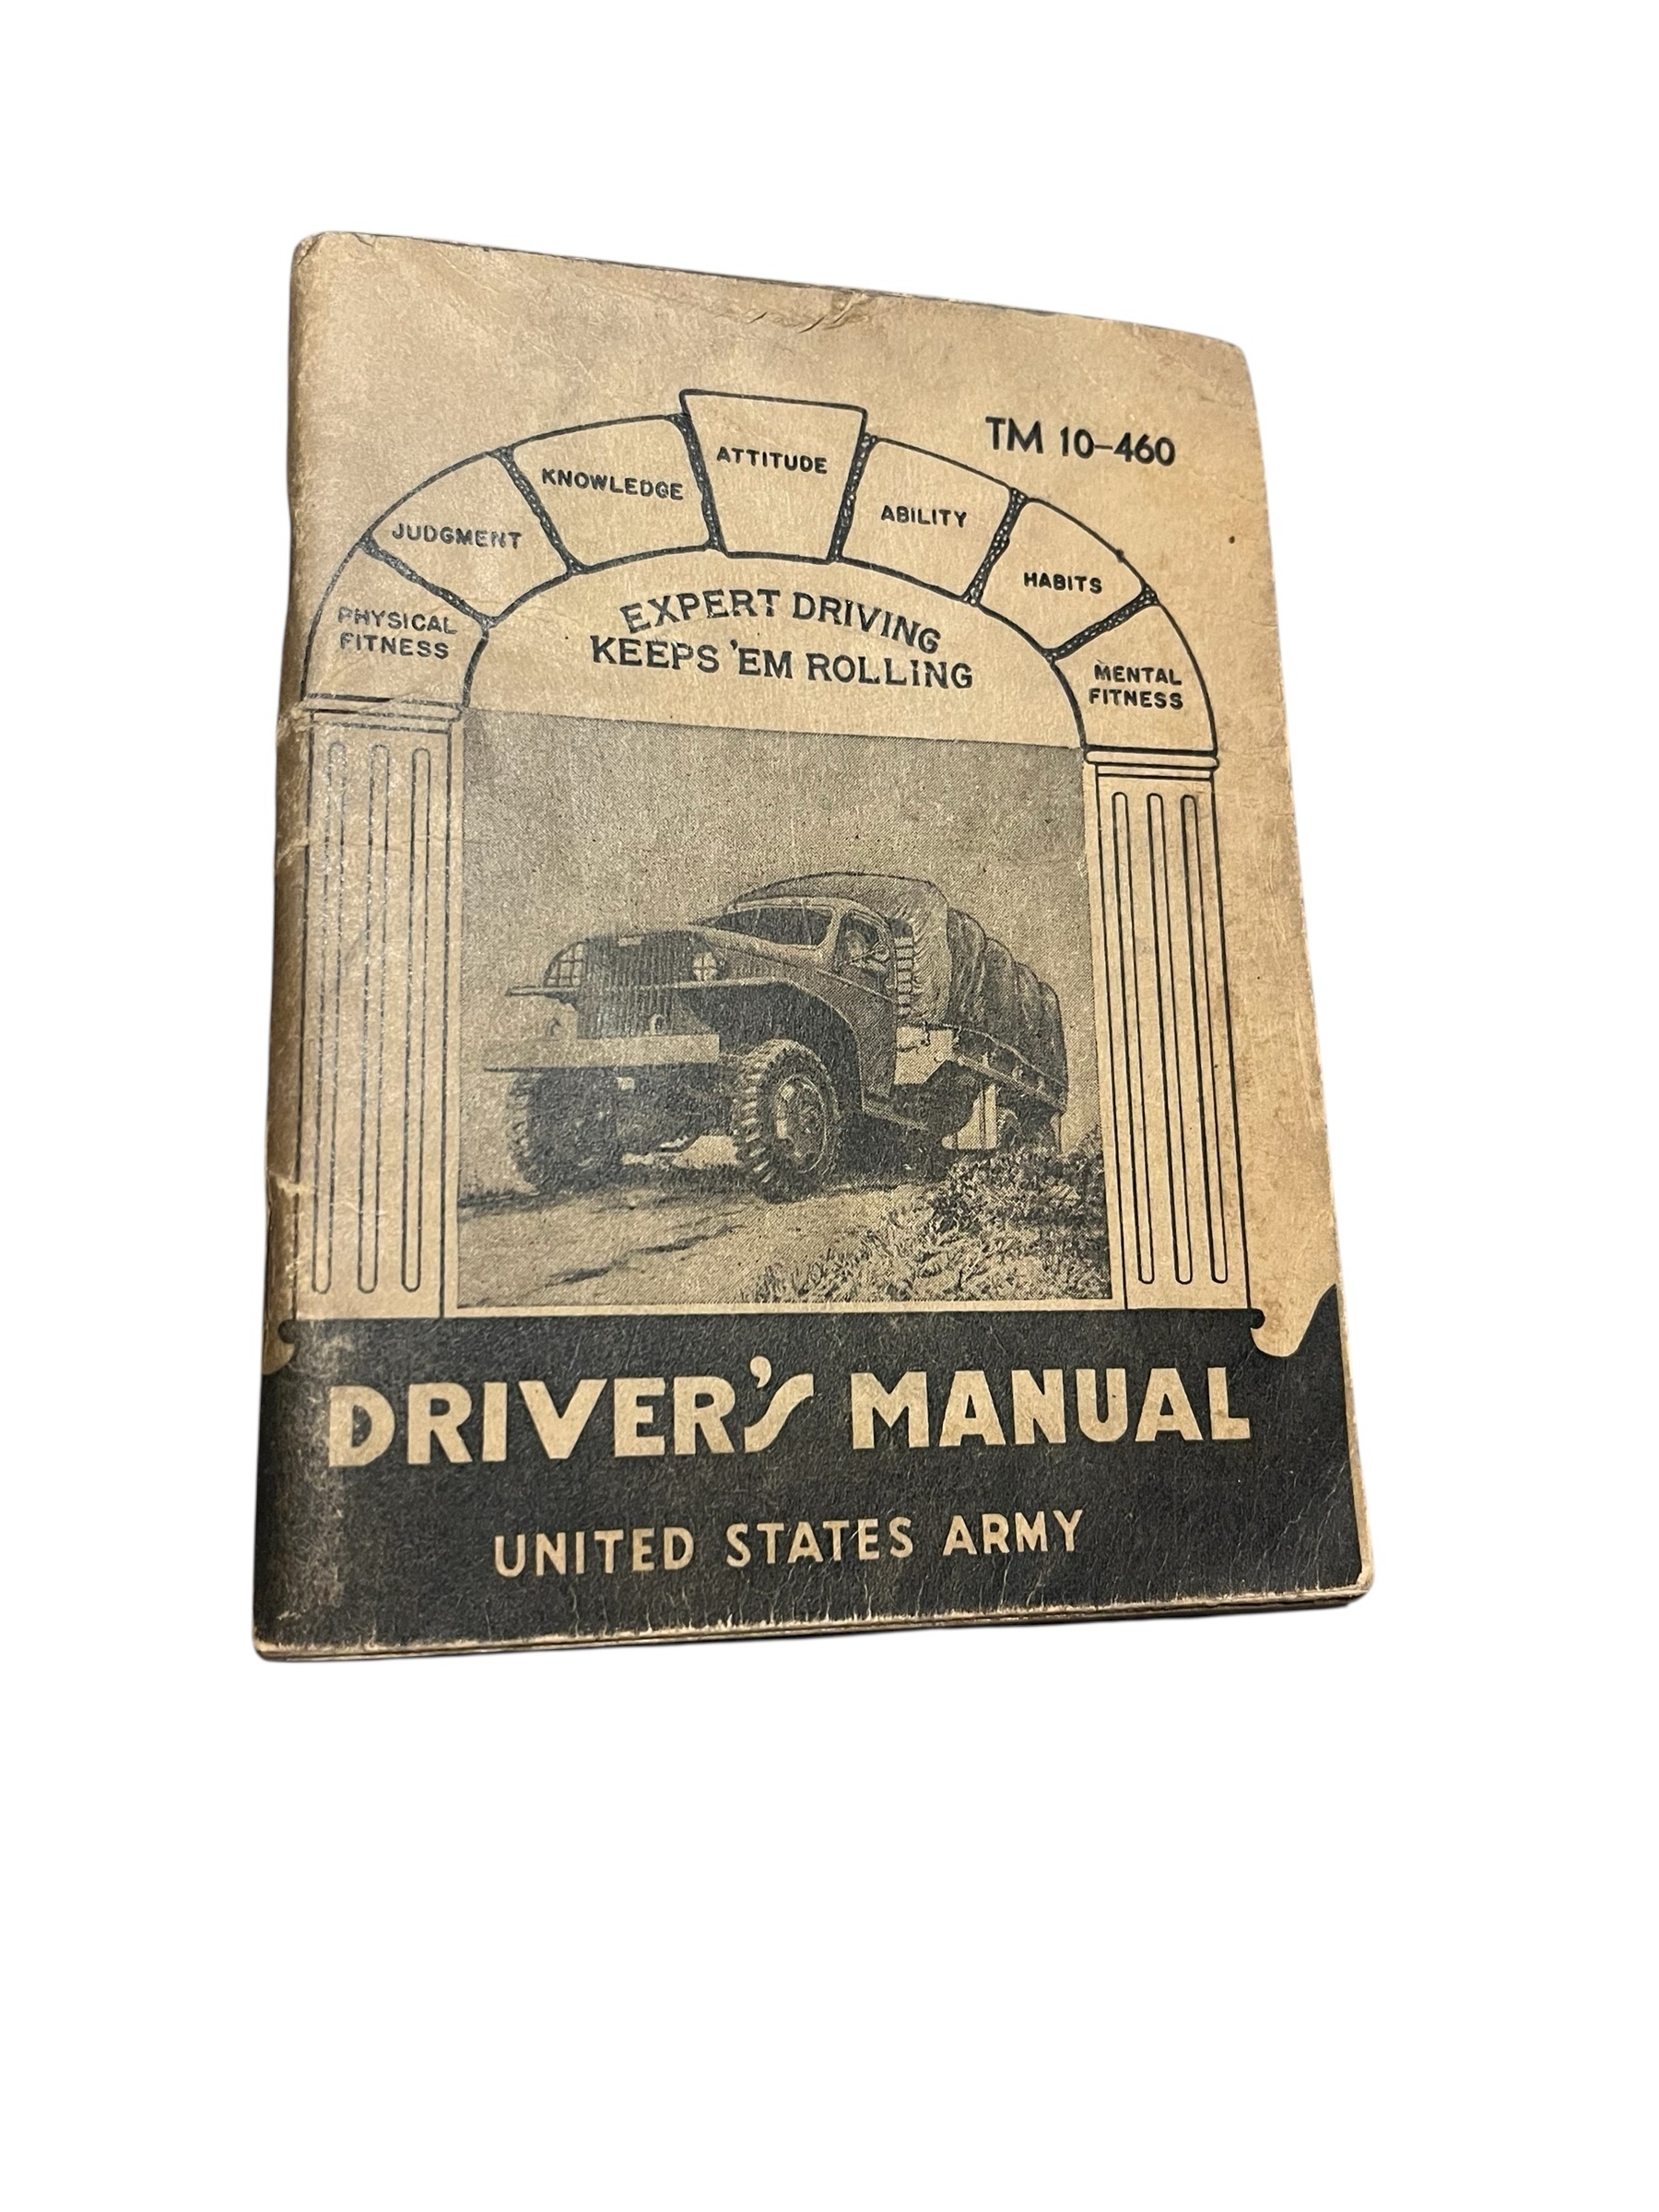 TM 10-460
ATTITUDE
KNOWLEDGE
ABILITY
JUDGMENT
HABITS
PHYSICAL
FITNESS
MENTAL
FITNESS
EXPERT DRIVING
KEEPS 'EM ROLLING
DRIVER'S MANUAL
UNITED STATES ARMY